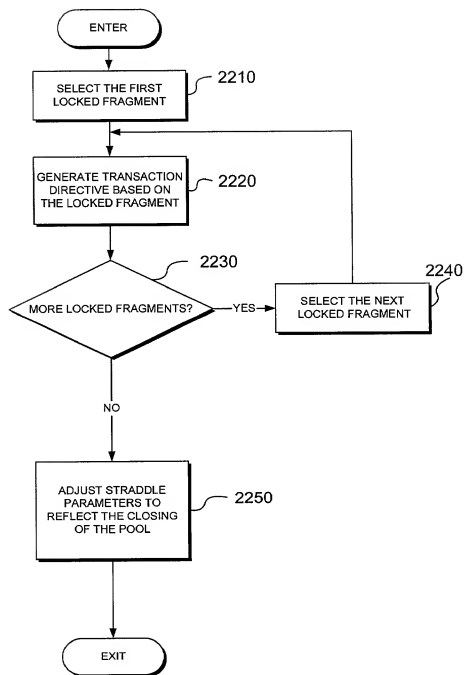 ENTER
SELECT THE FIRST
LOCKED FRAGMENT
2210
GENERATE TRANSACTION
DIRECTIVE BASED ON
THE LOCKED FRAGMENT
2220
2230
MORE LOCKED FRAGMENTS?
YES
2240
SELECT THE NEXT
LOCKED FRAGMENT
NO
ADJUST STRADDLE
PARAMETERS TO
REFLECT THE CLOSING
OF THE POOL
2250
EXIT